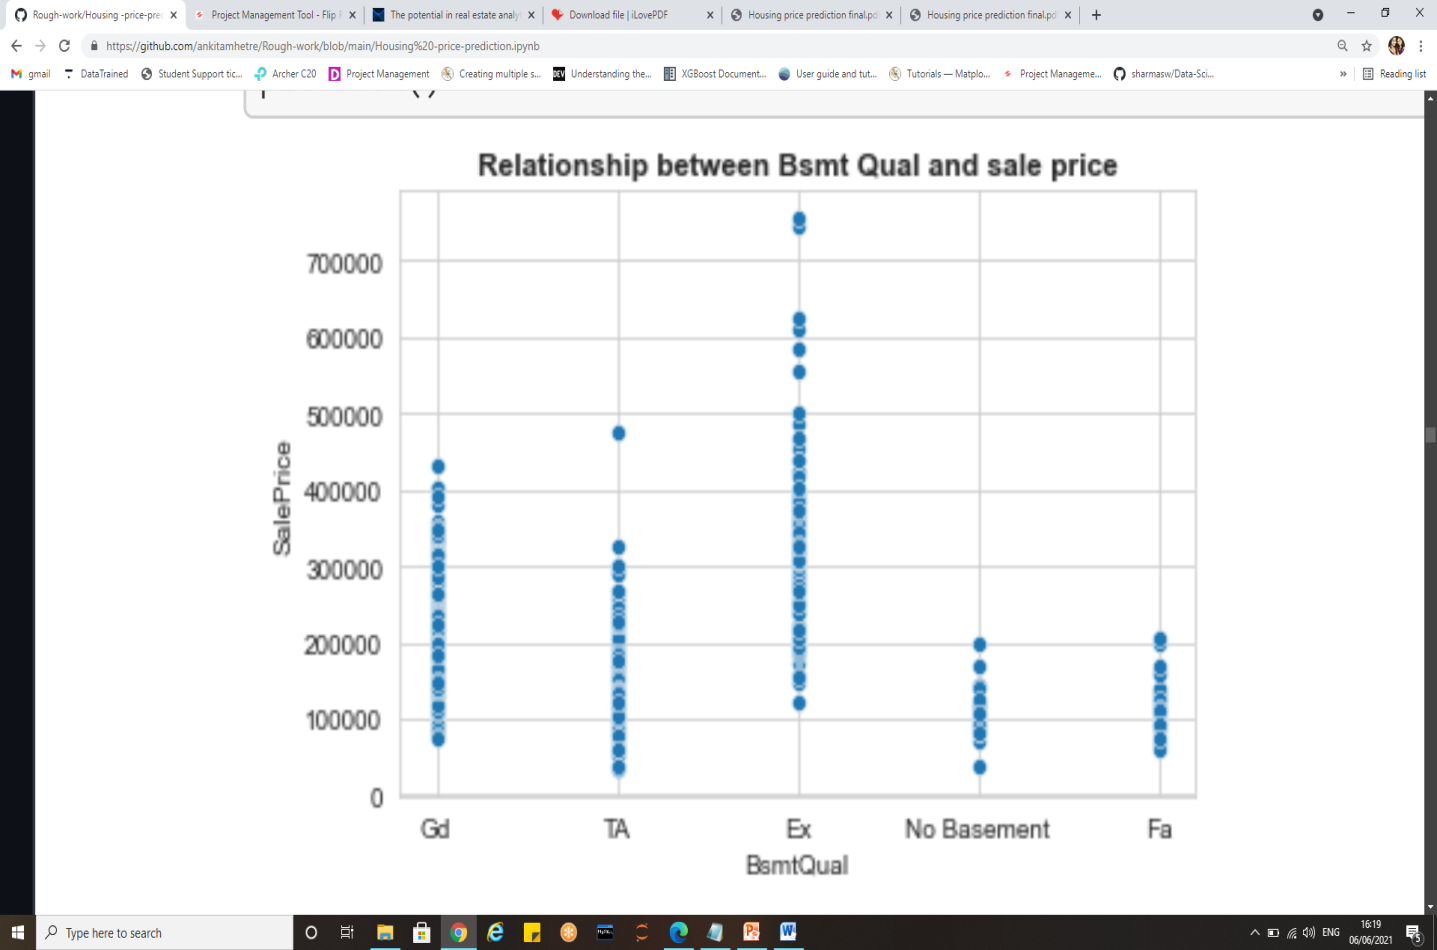 Rough-work/Housing -price-pre
Project Management Tool - Flip F
The potential in real estate analy
Download file | iLovePDF
Housing price prediction final.pd
Housing price prediction final.pd
https://github.com/ankitamhetre/Rough-work/blob/main/Housing%20-price-prediction.ipynb
gmail
DataTrained
Student Support tic...
Archer C20
Project Management
Creating multiple s...
DEV
Understanding the...
XGBoost Document...
User guide and tut...
Tutorials — Matplo...
Project Manageme...
sharmasw/Data-Sci...
»
Reading list
Relationship between Bsmt Qual and sale price
700000
600000
500000
400000
300000
200000
100000
0
SalePrice
Gd
TA
Ex
No Basement
Fa
BsmtQual
Type here to search
ENG
16:19
06/06/2021
5